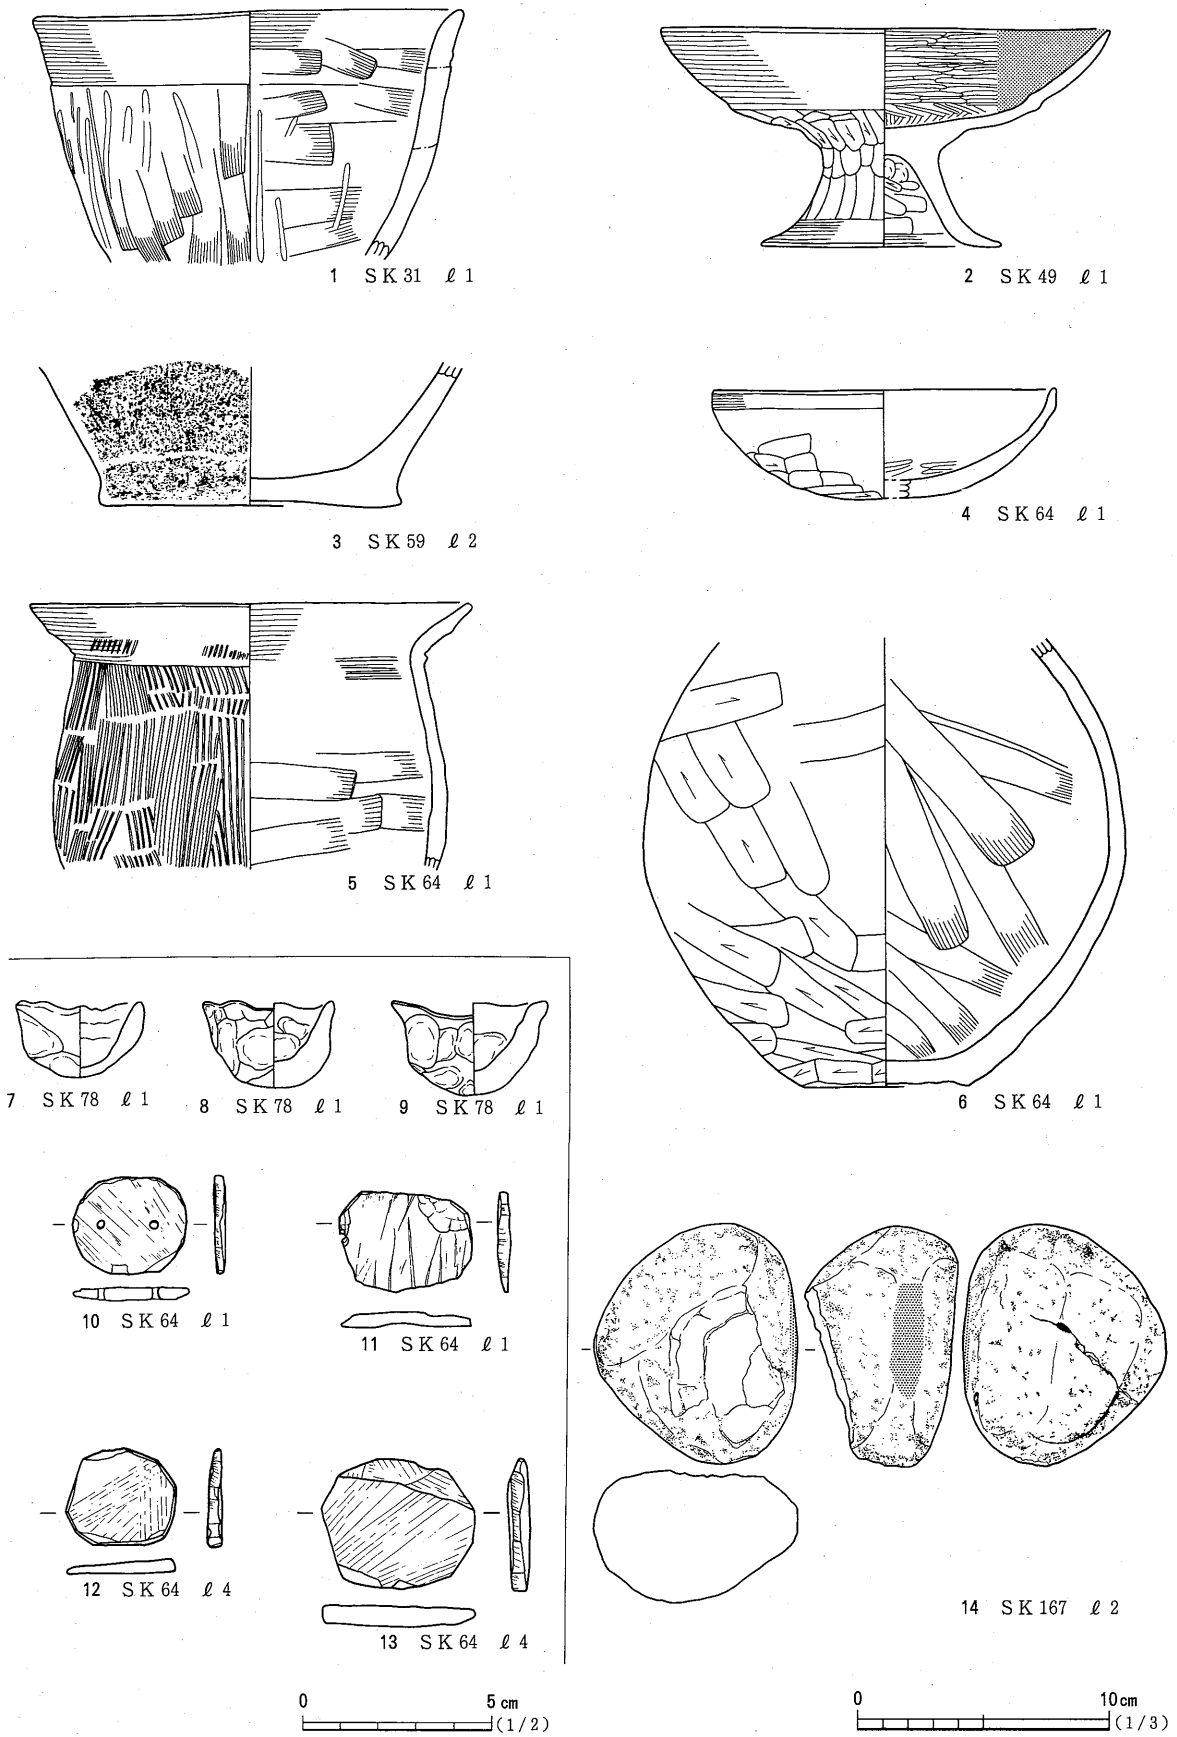 1 SK31 ℓ1
2 SK49 ℓ1
3 SK59 ℓ2
4 SK64 ℓ1
5 SK64 ℓ1
6 SK64 ℓ1
7 SK78 ℓ1
8 SK78 ℓ1
9 SK78 ℓ1
10 SK64 ℓ1
11 SK64 ℓ1
12 SK64 ℓ4
13 SK64 ℓ4
14 SK167 ℓ2
0 5cm
(1/2)
0 10cm
(1/3)